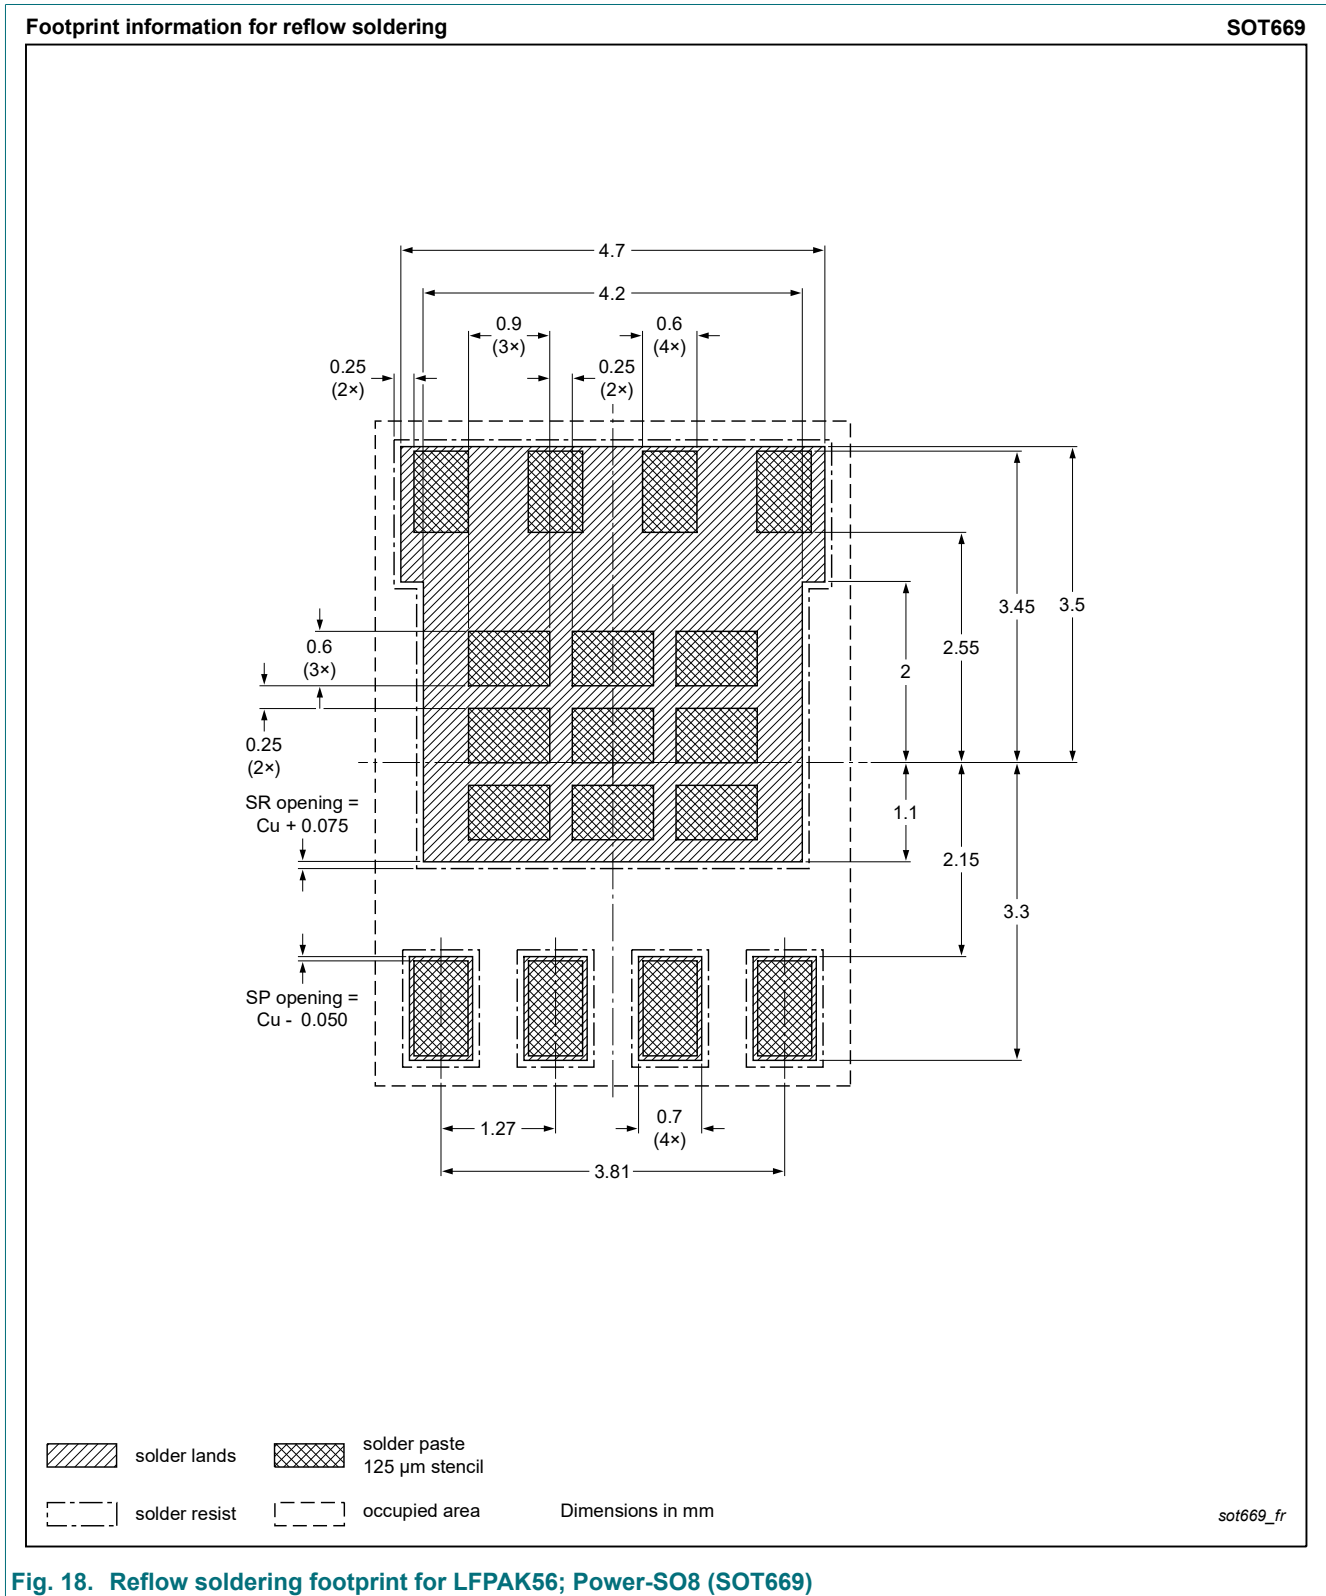 Footprint information for reflow soldering
SOT669
4.7
4.2
0.9
(3×)
0.6
(4×)
0.25
(2×)
0.25
(2×)
3.45
3.5
0.6
(3×)
2.55
2
0.25
(2×)
SR opening =
Cu + 0.075
1.1
2.15
3.3
SP opening =
Cu - 0.050
1.27
0.7
(4×)
3.81
solder lands
solder paste
125 µm stencil
solder resist
occupied area
Dimensions in mm
sot669_fr
Fig. 18. Reflow soldering footprint for LFPAK56; Power-SO8 (SOT669)